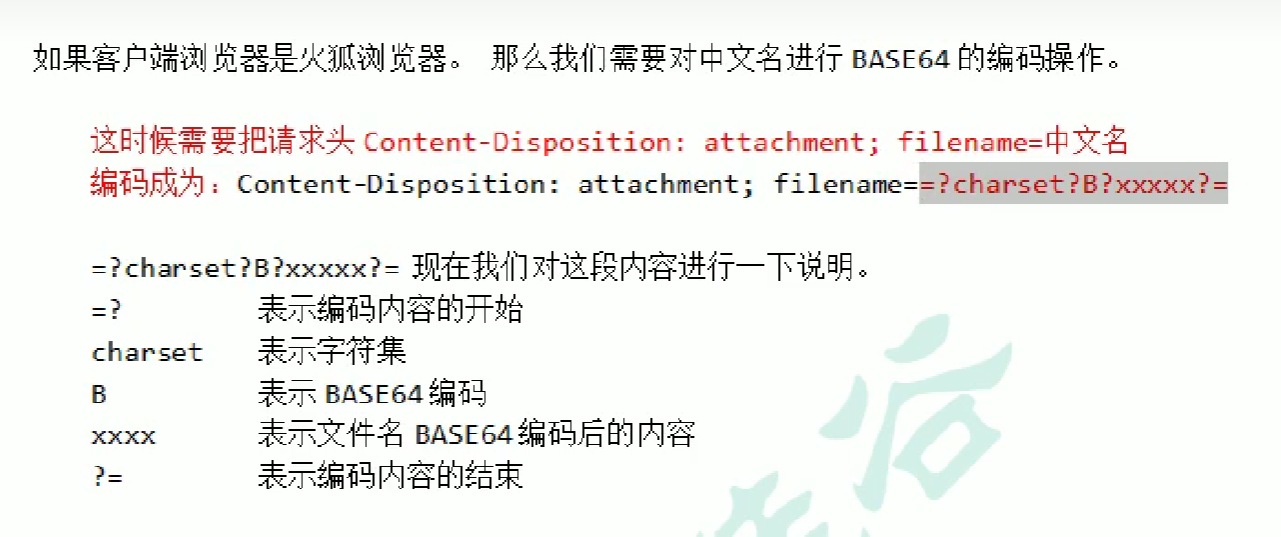 如果客户端浏览器是火狐浏览器。 那么我们需要对中文名进行 BASE64 的编码操作。
这时候需要把请求头 Content-Disposition: attachment; filename=中文名
编码成为：Content-Disposition: attachment; filename==?charset?B?xxxxx?=
=?charset?B?xxxxx?= 现在我们对这段内容进行一下说明。
=? 表示编码内容的开始
charset 表示字符集
B 表示 BASE64 编码
xxxx 表示文件名 BASE64 编码后的内容
?= 表示编码内容的结束